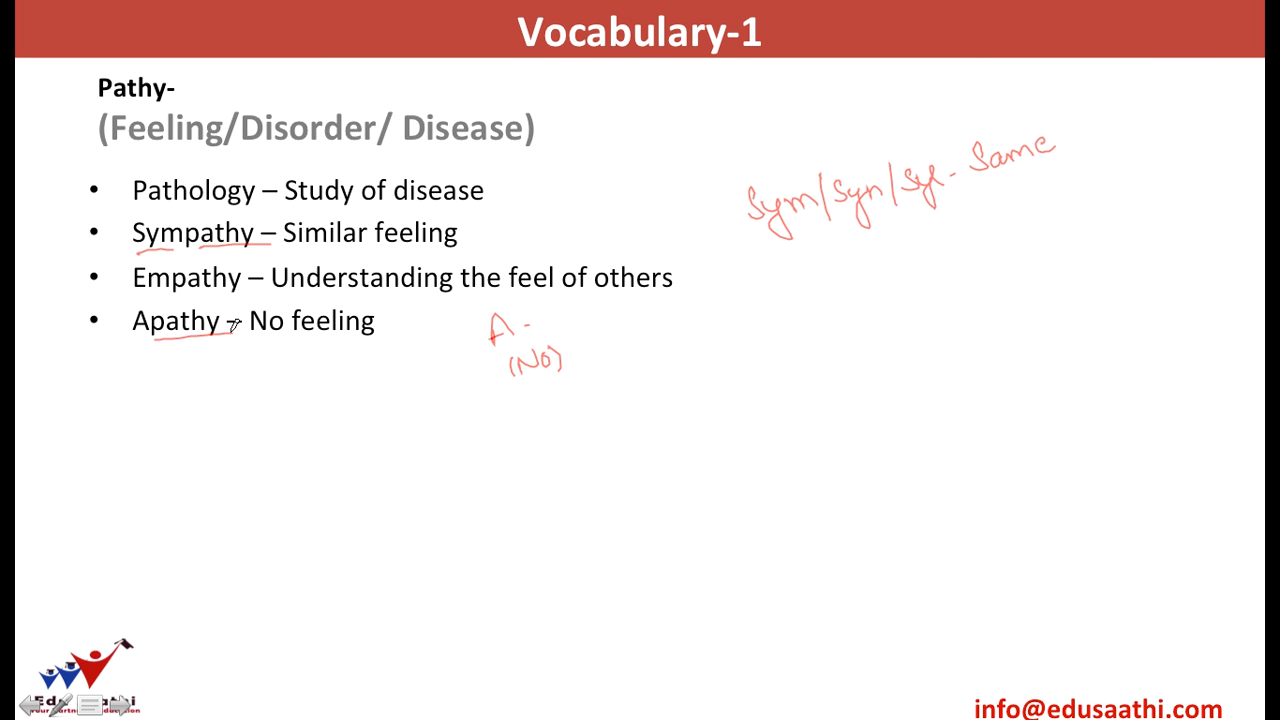 Vocabulary-1
Pathy-
(Feeling/Disorder/ Disease)
• Pathology – Study of disease
• Sympathy – Similar feeling
• Empathy – Understanding the feel of others
• Apathy – No feeling
Sym/Syn/Syl- Same
A-
(NO)
info@edusaathi.com